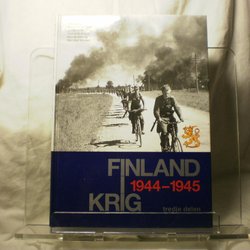 FINLAND
I
1944–1945
KRIG
tredje delen